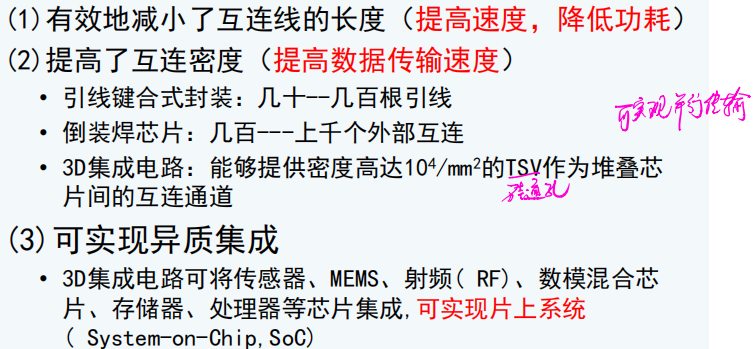 (1)有效地减小了互连线的长度（提高速度，降低功耗）
(2)提高了互连密度（提高数据传输速度）
• 引线键合式封装：几十--几百根引线
可实现并行传输
• 倒装焊芯片：几百---上千个外部互连
• 3D集成电路：能够提供密度高达10⁴/mm²的TSV作为堆叠芯
片间的互连通道
硅通孔
(3)可实现异质集成
• 3D集成电路可将传感器、MEMS、射频( RF)、数模混合芯
片、存储器、处理器等芯片集成,可实现片上系统
( System-on-Chip,SoC)